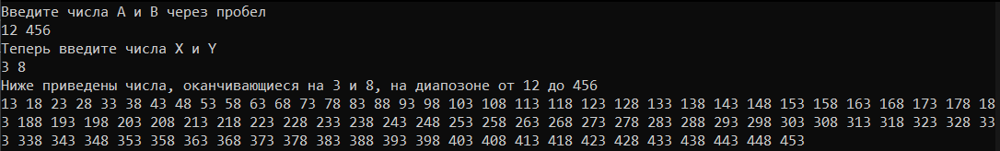 Введите числа A и B через пробел
12 456
Теперь введите числа X и Y
3 8
Ниже приведены числа, оканчивающиеся на 3 и 8, на диапозоне от 12 до 456
13 18 23 28 33 38 43 48 53 58 63 68 73 78 83 88 93 98 103 108 113 118 123 128 133 138 143 148 153 158 163 168 173 178 18
3 188 193 198 203 208 213 218 223 228 233 238 243 248 253 258 263 268 273 278 283 288 293 298 303 308 313 318 323 328 33
3 338 343 348 353 358 363 368 373 378 383 388 393 398 403 408 413 418 423 428 433 438 443 448 453